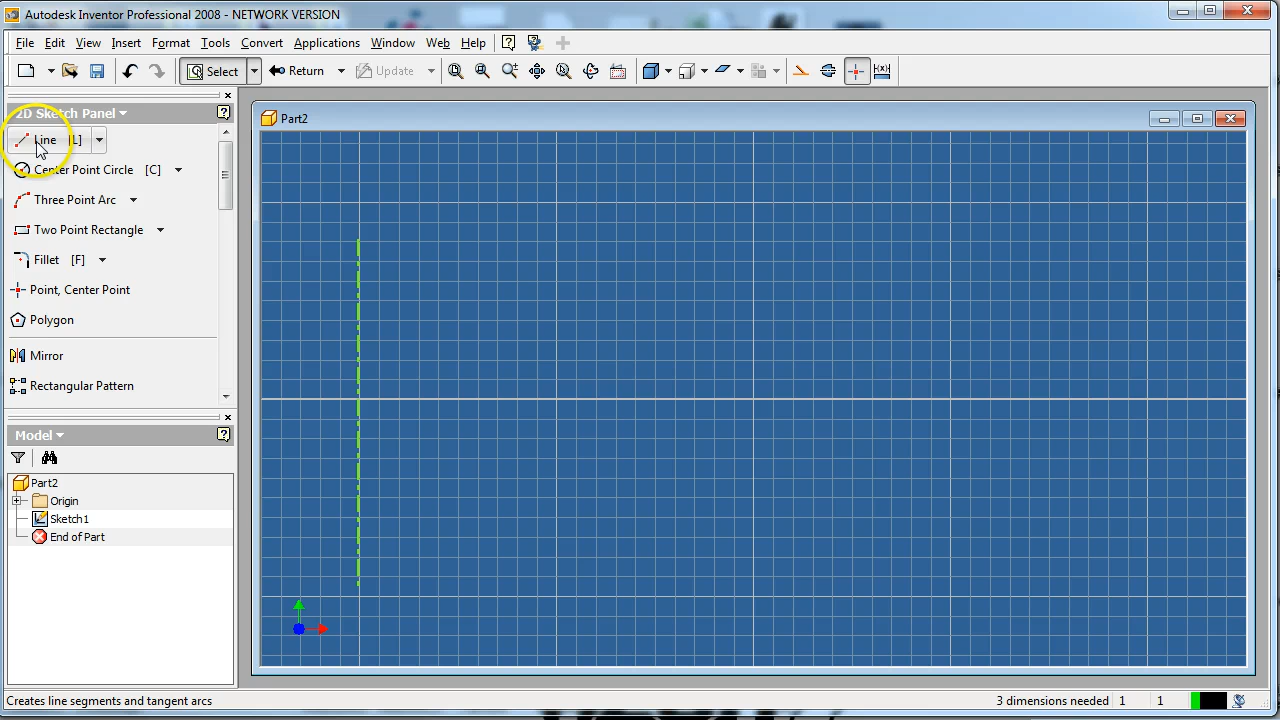 Autodesk Inventor Professional 2008 - NETWORK VERSION
File Edit View Insert Format Tools Convert Applications Window Web Help
Select Return Update
2D Sketch Panel
Line [L]
Center Point Circle [C]
Three Point Arc
Two Point Rectangle
Fillet [F]
Point, Center Point
Polygon
Mirror
Rectangular Pattern
Model
Part2
Origin
Sketch1
End of Part
Part2
Creates line segments and tangent arcs
3 dimensions needed 1 1